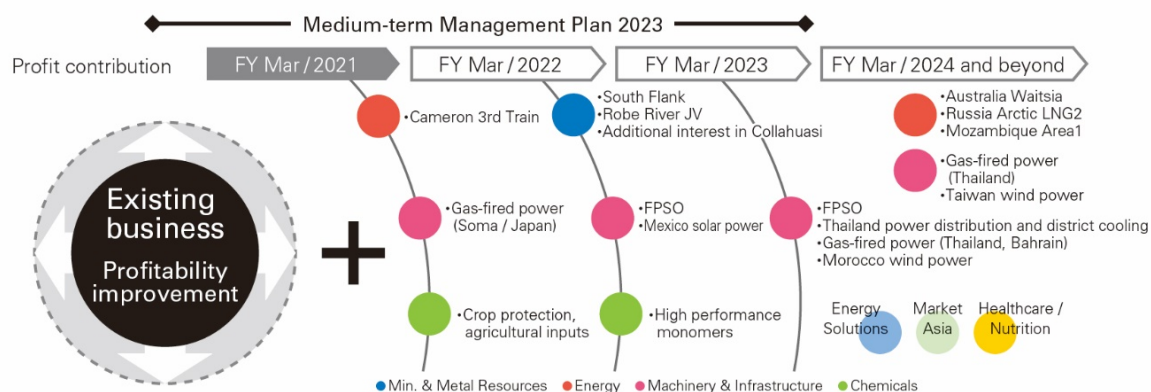 Medium-term Management Plan 2023
Profit contribution
FY Mar / 2021
FY Mar / 2022
FY Mar / 2023
FY Mar / 2024 and beyond
Existing
business
Profitability
improvement
•Cameron 3rd Train
•Gas-fired power
(Soma / Japan)
•Crop protection,
agricultural inputs
•South Flank
•Robe River JV
•Additional interest in Collahuasi
•FPSO
•Mexico solar power
•High performance
monomers
•FPSO
•Thailand power distribution and district cooling
•Gas-fired power (Thailand, Bahrain)
•Morocco wind power
•Australia Waitsia
•Russia Arctic LNG2
•Mozambique Area1
•Gas-fired power
(Thailand)
•Taiwan wind power
Energy
Solutions
Market
Asia
Healthcare /
Nutrition
Min. & Metal Resources
Energy
Machinery & Infrastructure
Chemicals